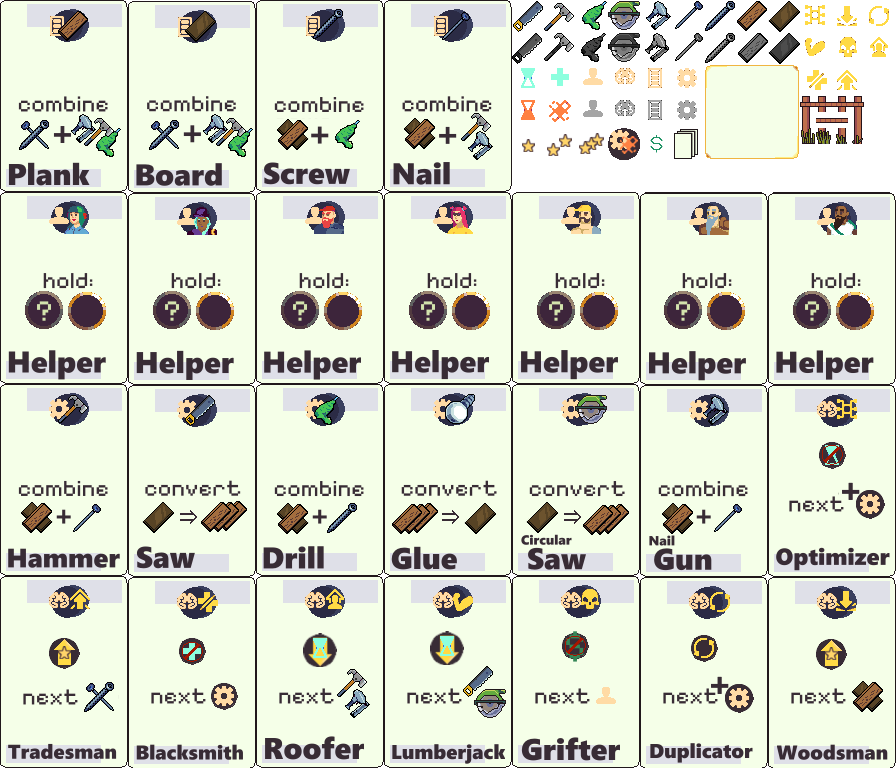 combine
+
Plank
combine
+
Board
combine
+
Screw
combine
+
Nail
$
hold:
?
Helper
hold:
?
Helper
hold:
?
Helper
hold:
?
Helper
hold:
?
Helper
hold:
?
Helper
hold:
?
Helper
combine
+
Hammer
convert
⇒
Saw
combine
+
Drill
convert
⇒
Glue
convert
⇒
Circular
Saw
combine
+
Nail
Gun
next+
Optimizer
next
Tradesman
next
Blacksmith
next
Roofer
next
Lumberjack
next
Grifter
next+
Duplicator
next
Woodsman